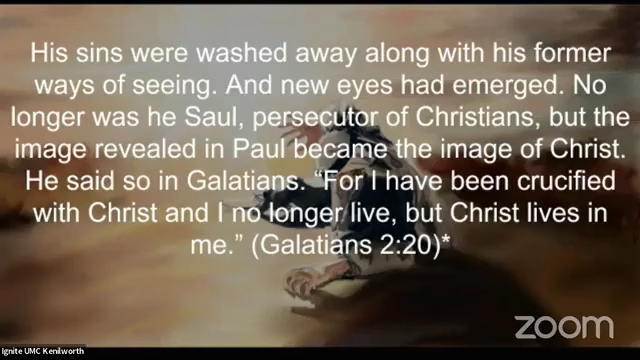 His sins were washed away along with his former
ways of seeing. And new eyes had emerged. No
longer was he Saul, persecutor of Christians, but the
image revealed in Paul became the image of Christ.
He said so in Galatians. “For I have been crucified
with Christ and I no longer live, but Christ lives in
me.” (Galatians 2:20)*
zoom
Ignite UMC Kenilworth